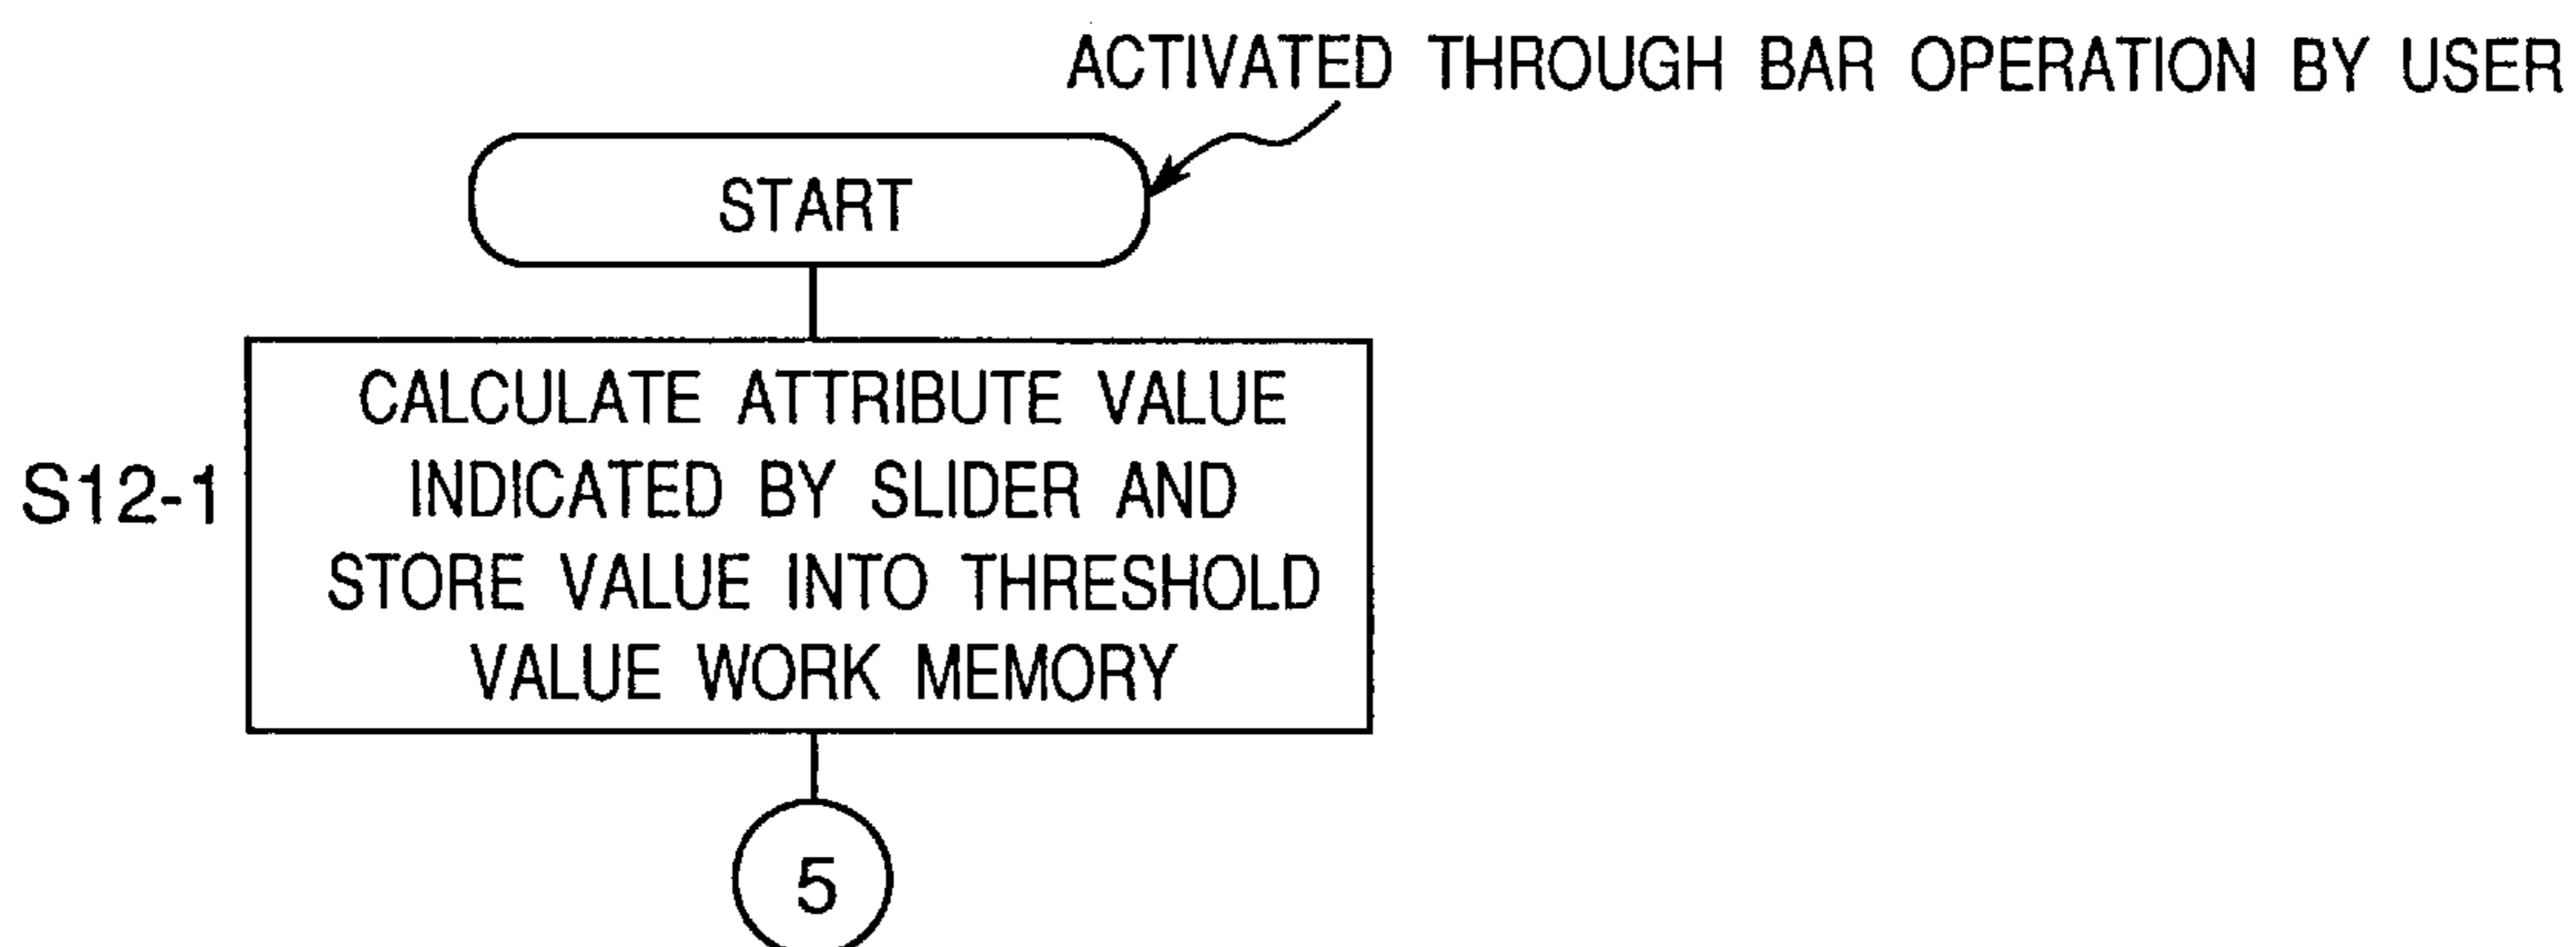 ACTIVATED THROUGH BAR OPERATION BY USER
START
CALCULATE ATTRIBUTE VALUE
INDICATED BY SLIDER AND
S12-1
STORE VALUE INTO THRESHOLD
VALUE WORK MEMORY
5